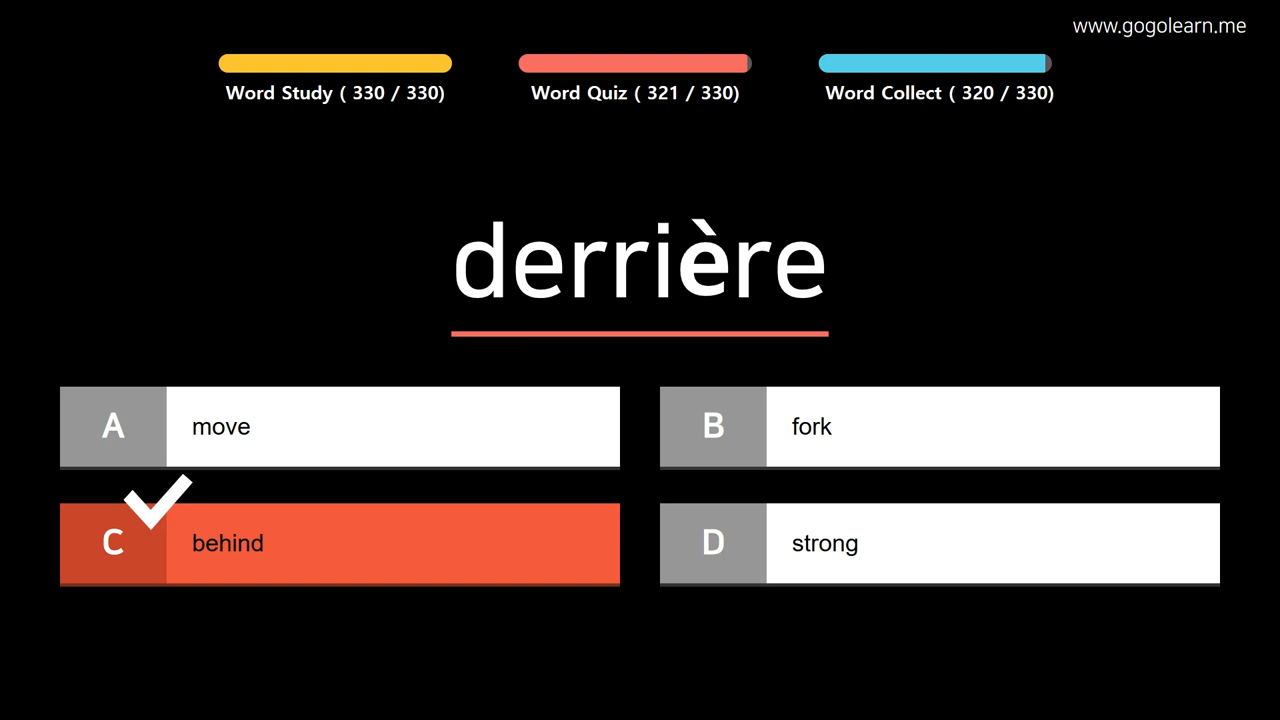 www.gogolearn.me
Word Study ( 330 / 330)
Word Quiz ( 321 / 330)
Word Collect ( 320 / 330)
derrière
A move
B fork
C behind
D strong